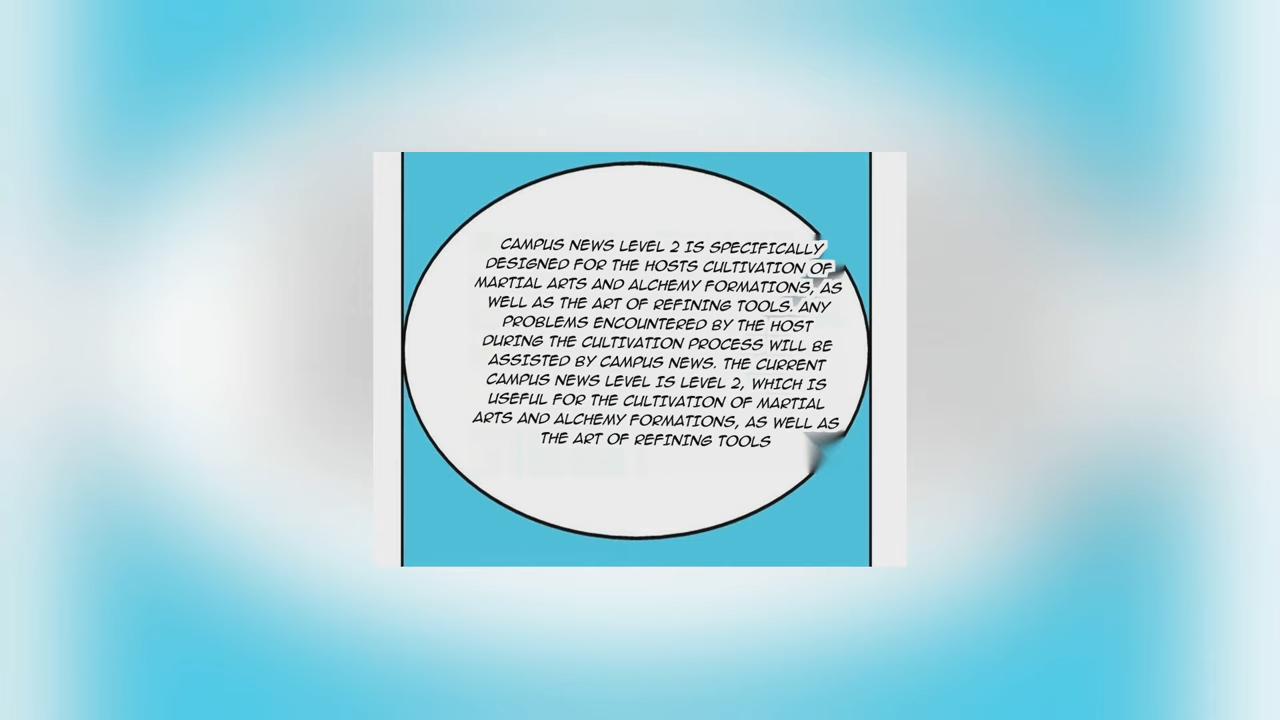 CAMPUS NEWS LEVEL 2 IS SPECIFICALLY
DESIGNED FOR THE HOSTS CULTIVATION OF
MARTIAL ARTS AND ALCHEMY FORMATIONS, AS
WELL AS THE ART OF REFINING TOOLS. ANY
PROBLEMS ENCOUNTERED BY THE HOST
DURING THE CULTIVATION PROCESS WILL BE
ASSISTED BY CAMPUS NEWS. THE CURRENT
CAMPUS NEWS LEVEL IS LEVEL 2, WHICH IS
USEFUL FOR THE CULTIVATION OF MARTIAL
ARTS AND ALCHEMY FORMATIONS, AS WELL AS
THE ART OF REFINING TOOLS